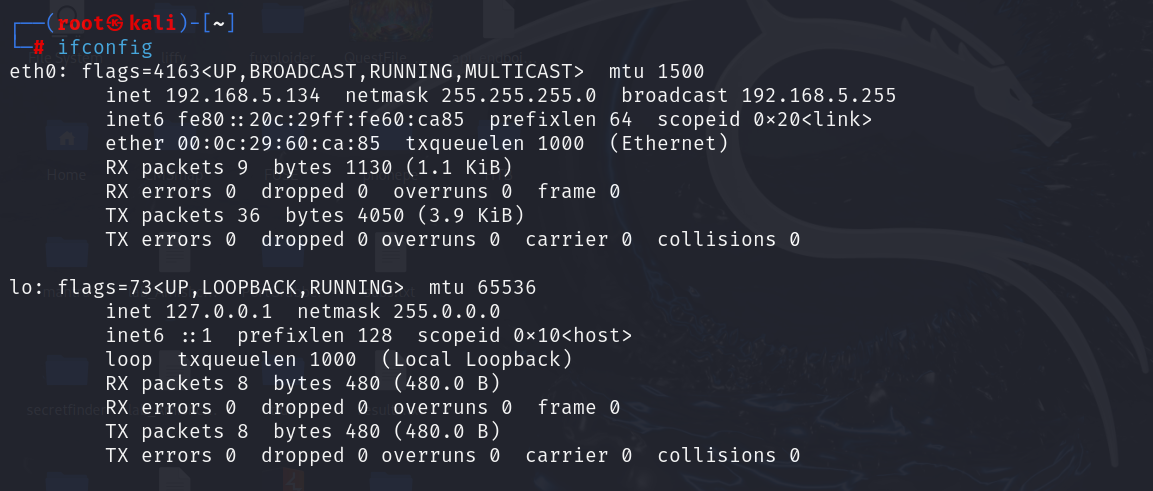 ┌──(root㉿kali)-[~]
└─# ifconfig
eth0: flags=4163<UP,BROADCAST,RUNNING,MULTICAST>  mtu 1500
        inet 192.168.5.134  netmask 255.255.255.0  broadcast 192.168.5.255
        inet6 fe80::20c:29ff:fe60:ca85  prefixlen 64  scopeid 0×20<link>
        ether 00:0c:29:60:ca:85  txqueuelen 1000  (Ethernet)
        RX packets 9  bytes 1130 (1.1 KiB)
        RX errors 0  dropped 0  overruns 0  frame 0
        TX packets 36  bytes 4050 (3.9 KiB)
        TX errors 0  dropped 0 overruns 0  carrier 0  collisions 0

lo: flags=73<UP,LOOPBACK,RUNNING>  mtu 65536
        inet 127.0.0.1  netmask 255.0.0.0
        inet6 ::1  prefixlen 128  scopeid 0×10<host>
        loop  txqueuelen 1000  (Local Loopback)
        RX packets 8  bytes 480 (480.0 B)
        RX errors 0  dropped 0  overruns 0  frame 0
        TX packets 8  bytes 480 (480.0 B)
        TX errors 0  dropped 0 overruns 0  carrier 0  collisions 0
Home